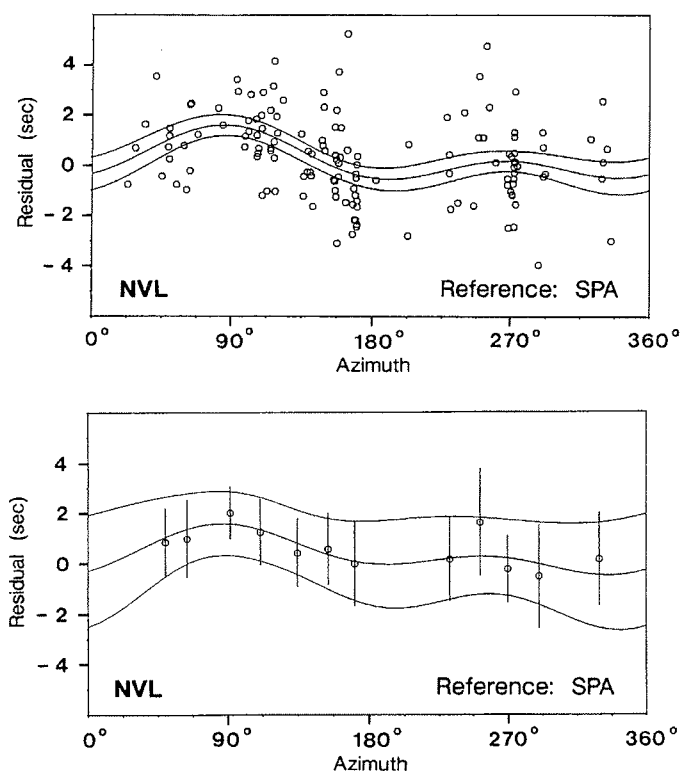 4
2
0
- 2
- 4
Residual (sec)
NVL
Reference: SPA
0°
90°
180°
270°
360°
Azimuth
4
2
0
- 2
- 4
Residual (sec)
NVL
Reference: SPA
0°
90°
180°
270°
360°
Azimuth